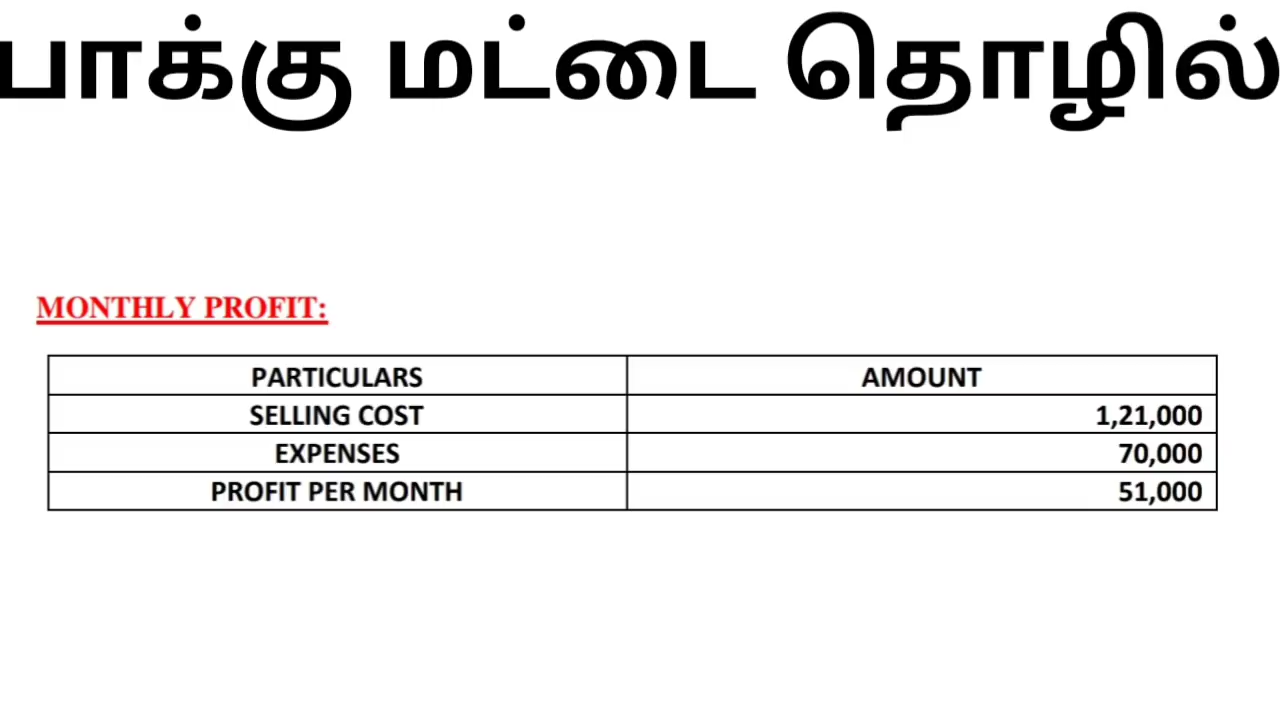 பாக்கு மட்டை தொழில்
MONTHLY PROFIT:
PARTICULARS AMOUNT
SELLING COST 1,21,000
EXPENSES 70,000
PROFIT PER MONTH 51,000